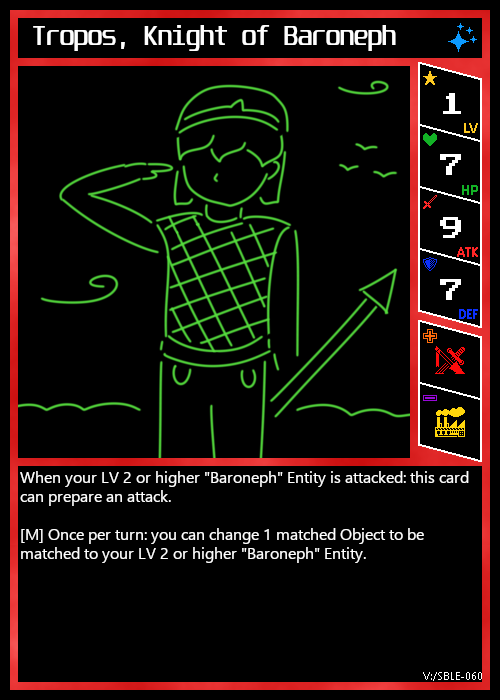 Tropos, Knight of Baroneph
1
LV
7
HP
9
ATK
7
DEF
When your LV 2 or higher "Baroneph" Entity is attacked: this card
can prepare an attack.
[M] Once per turn: you can change 1 matched Object to be
matched to your LV 2 or higher "Baroneph" Entity.
V:/SBLE-060